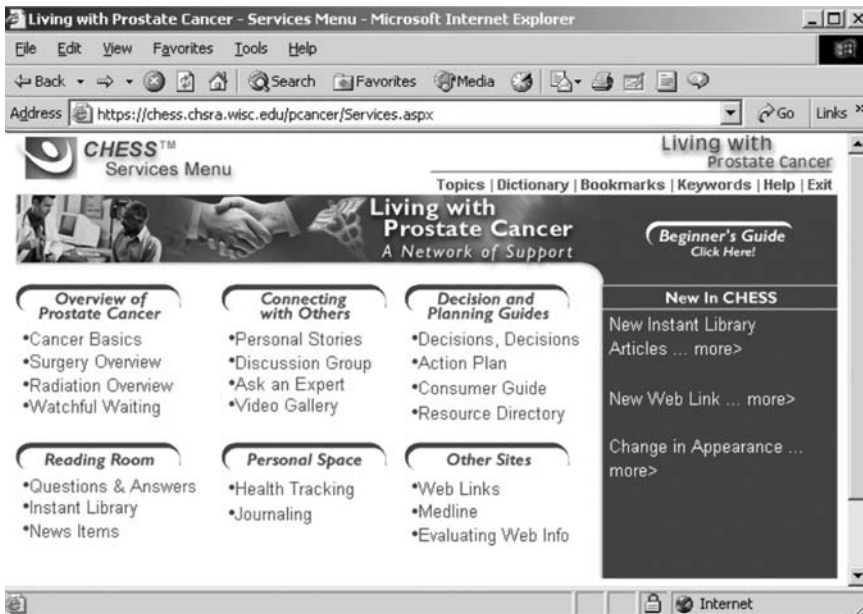 Living with Prostate Cancer - Services Menu - Microsoft Internet Explorer
File Edit View Favorites Tools Help
Back Search Favorites Media
Address https://chess.chsra.wisc.edu/pcancer/Services.aspx Go Links »
CHESS™
Services Menu
Living with
Prostate Cancer
Topics | Dictionary | Bookmarks | Keywords | Help | Exit
Living with
Prostate Cancer
A Network of Support
Beginner's Guide
Click Here!
Overview of
Prostate Cancer
•Cancer Basics
•Surgery Overview
•Radiation Overview
•Watchful Waiting
Connecting
with Others
•Personal Stories
•Discussion Group
•Ask an Expert
•Video Gallery
Decision and
Planning Guides
•Decisions, Decisions
•Action Plan
•Consumer Guide
•Resource Directory
New In CHESS
New Instant Library
Articles ... more>
New Web Link ... more>
Change in Appearance ...
more>
Reading Room
•Questions & Answers
•Instant Library
•News Items
Personal Space
•Health Tracking
•Journaling
Other Sites
•Web Links
•Medline
•Evaluating Web Info
Internet